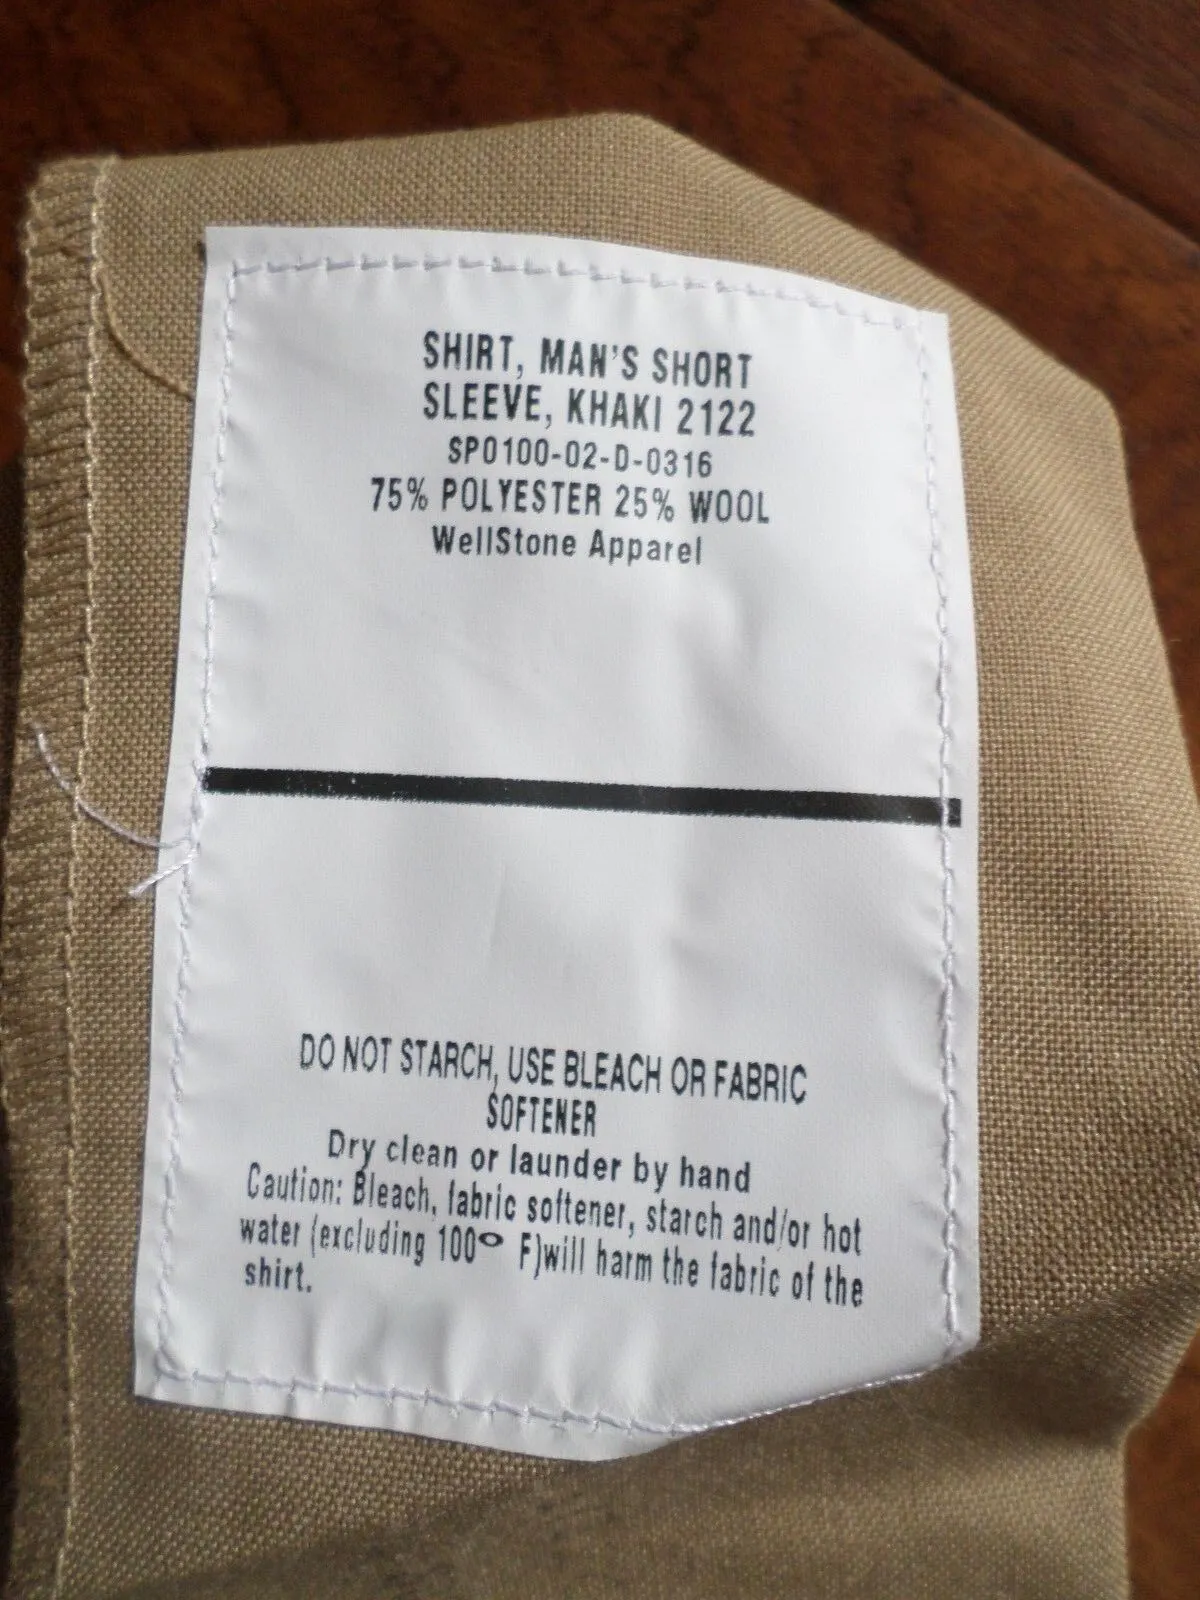 SHIRT, MAN'S SHORT
SLEEVE, KHAKI 2122
SP0100-02-D-0316
75% POLYESTER 25% WOOL
WellStone Apparel
DO NOT STARCH, USE BLEACH OR FABRIC
SOFTENER
Dry clean or launder by hand
Caution: Bleach, fabric softener, starch and/or hot
water (excluding 100° F)will harm the fabric of the
shirt.